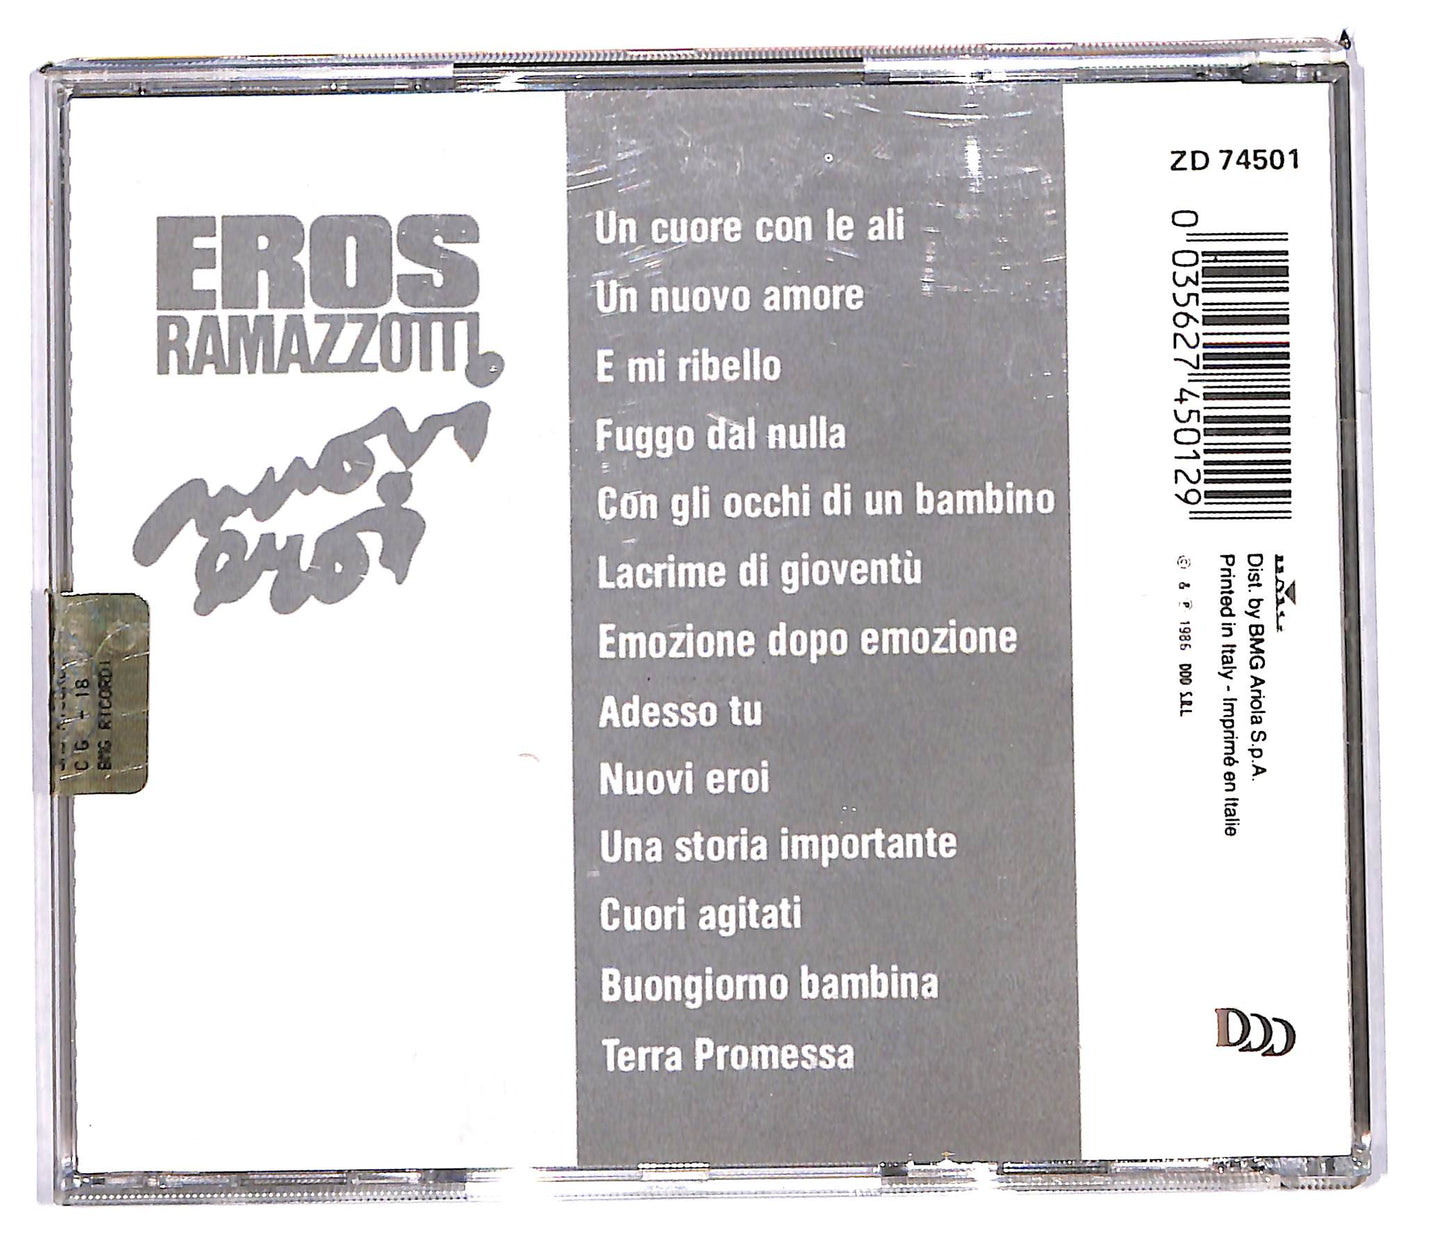 EROS
RAMAZZOTTI
nuovi
eroi
Un cuore con le ali
Un nuovo amore
E mi ribello
Fuggo dal nulla
Con gli occhi di un bambino
Lacrime di gioventù
Emozione dopo emozione
Adesso tu
Nuovi eroi
Una storia importante
Cuori agitati
Buongiorno bambina
Terra Promessa
ZD 74501
0 035627 450129
Dist. by BMG Ariola S.p.A.
Printed in Italy - Imprimé en Italie
© & ℗ 1986 DDD S.R.L
DDD
BMG RICORDI